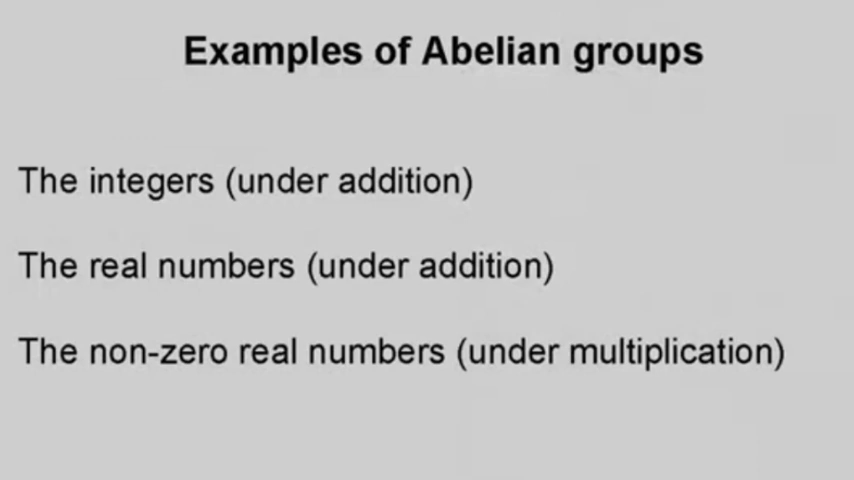 Examples of Abelian groups
The integers (under addition)
The real numbers (under addition)
The non-zero real numbers (under multiplication)